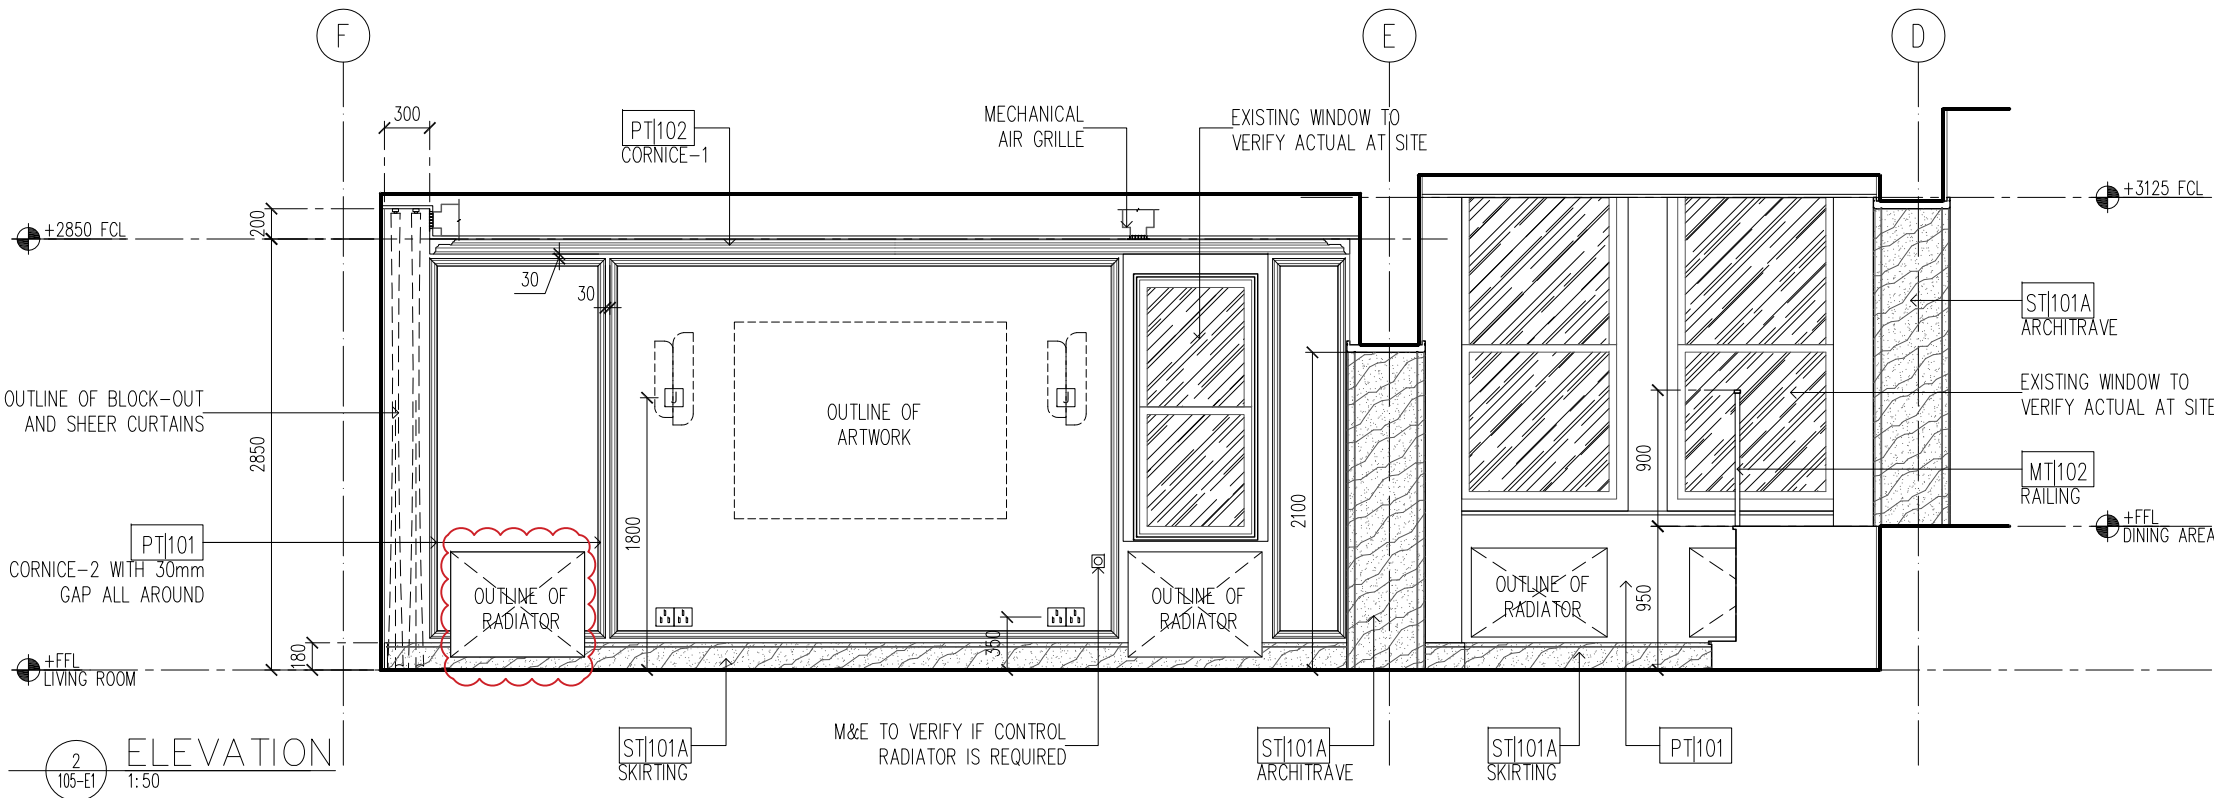 F
E
D
300
PT|102
CORNICE-1
MECHANICAL
AIR GRILLE
EXISTING WINDOW TO
VERIFY ACTUAL AT SITE
+3125 FCL
200
+2850 FCL
30
30
ST|101A
ARCHITRAVE
OUTLINE OF BLOCK-OUT
AND SHEER CURTAINS
J
J
OUTLINE OF
ARTWORK
EXISTING WINDOW TO
VERIFY ACTUAL AT SITE
2850
1800
2100
900
MT|102
RAILING
+FFL
DINING AREA
PT|101
CORNICE-2 WITH 30mm
GAP ALL AROUND
OUTLINE OF
RADIATOR
OUTLINE OF
RADIATOR
OUTLINE OF
RADIATOR
950
350
180
+FFL
LIVING ROOM
ST|101A
SKIRTING
M&E TO VERIFY IF CONTROL
RADIATOR IS REQUIRED
ST|101A
ARCHITRAVE
ST|101A
SKIRTING
PT|101
2
105-E1
ELEVATION
1:50